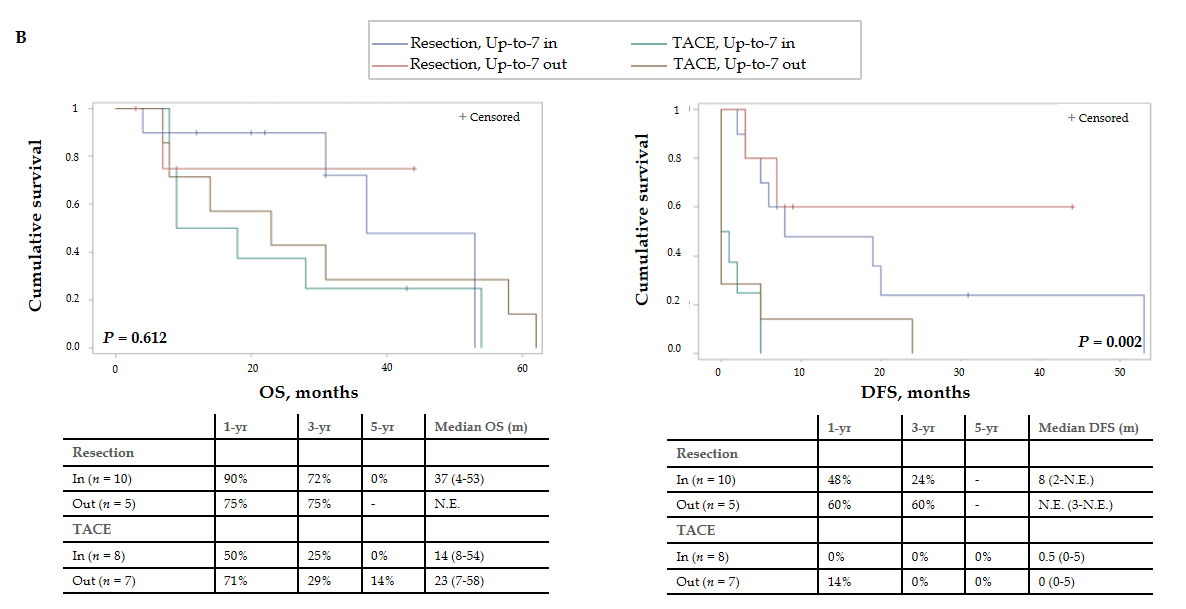 B
Resection, Up-to-7 in
TACE, Up-to-7 in
Resection, Up-to-7 out
TACE, Up-to-7 out
Cumulative survival
1
0.8
0.6
0.4
0.2
0.0
+ Censored
P = 0.612
0 20 40 60
OS, months
Cumulative survival
1
0.8
0.6
0.4
0.2
0.0
+ Censored
P = 0.002
0 10 20 30 40 50
DFS, months
1-yr 3-yr 5-yr Median OS (m)
Resection
In (n = 10) 90% 72% 0% 37 (4-53)
Out (n = 5) 75% 75% - N.E.
TACE
In (n = 8) 50% 25% 0% 14 (8-54)
Out (n = 7) 71% 29% 14% 23 (7-58)
1-yr 3-yr 5-yr Median DFS (m)
Resection
In (n = 10) 48% 24% - 8 (2-N.E.)
Out (n = 5) 60% 60% - N.E. (3-N.E.)
TACE
In (n = 8) 0% 0% 0% 0.5 (0-5)
Out (n = 7) 14% 0% 0% 0 (0-5)